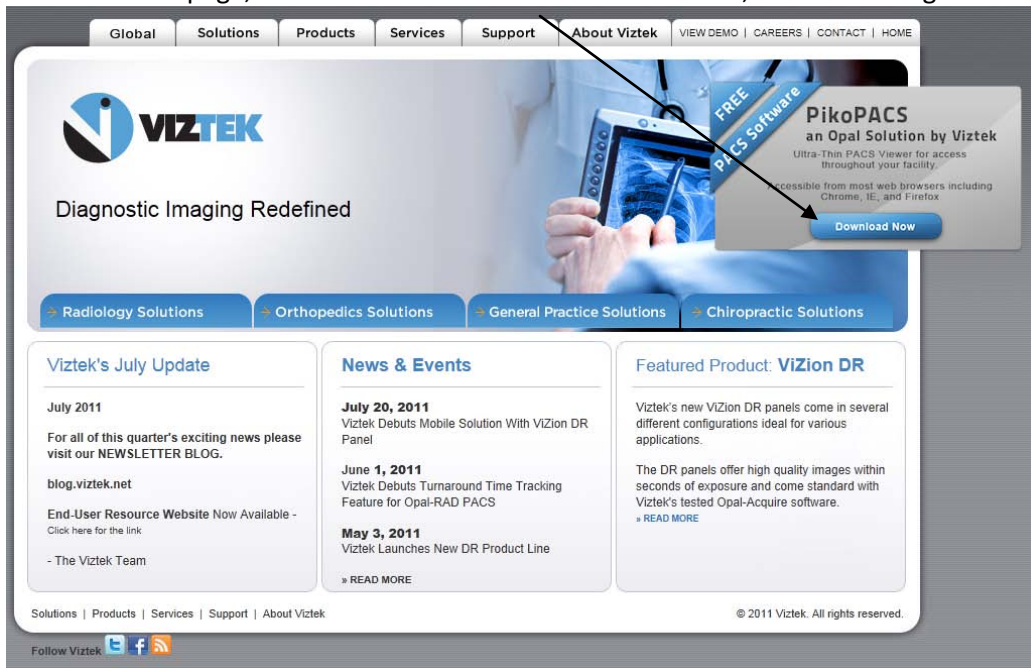 Global Solutions Products Services Support About Viztek VIEW DEMO | CAREERS | CONTACT | HOME
VIZTEK
Diagnostic Imaging Redefined
FREE
PACS Software
PikoPACS
an Opal Solution by Viztek
Ultra-Thin PACS Viewer for access
throughout your facility.
Accessible from most web browsers including
Chrome, IE, and Firefox
Download Now
Radiology Solutions
Orthopedics Solutions
General Practice Solutions
Chiropractic Solutions
Viztek's July Update
July 2011
For all of this quarter's exciting news please
visit our NEWSLETTER BLOG.
blog.viztek.net
End-User Resource Website Now Available -
Click here for the link
- The Viztek Team
News & Events
July 20, 2011
Viztek Debuts Mobile Solution With ViZion DR
Panel
June 1, 2011
Viztek Debuts Turnaround Time Tracking
Feature for Opal-RAD PACS
May 3, 2011
Viztek Launches New DR Product Line
» READ MORE
Featured Product: ViZion DR
Viztek's new ViZion DR panels come in several
different configurations ideal for various
applications.
The DR panels offer high quality images within
seconds of exposure and come standard with
Viztek's tested Opal-Acquire software.
» READ MORE
Solutions | Products | Services | Support | About Viztek
© 2011 Viztek. All rights reserved.
Follow Viztek